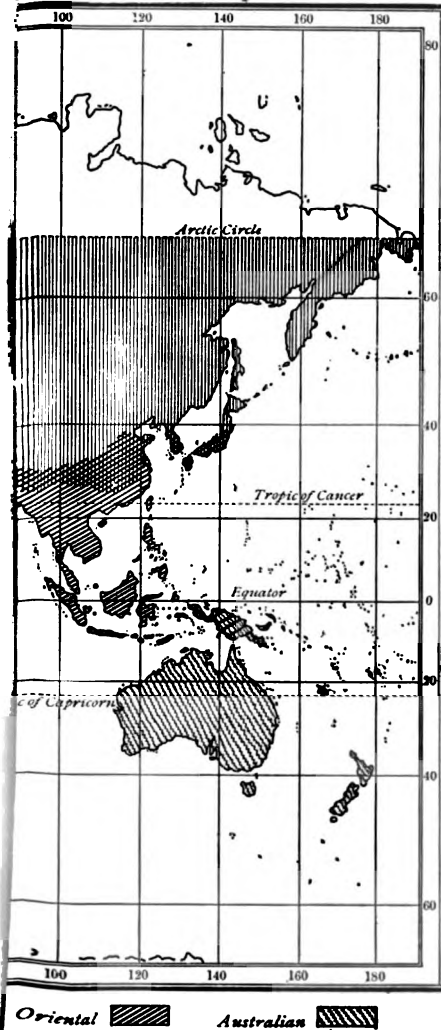 100 120 140 160 180
80
Arctic Circle
60
40
Tropic of Cancer
20
Equator
0
20
c of Capricorn
40
60
100 120 140 160 180
Oriental Australian